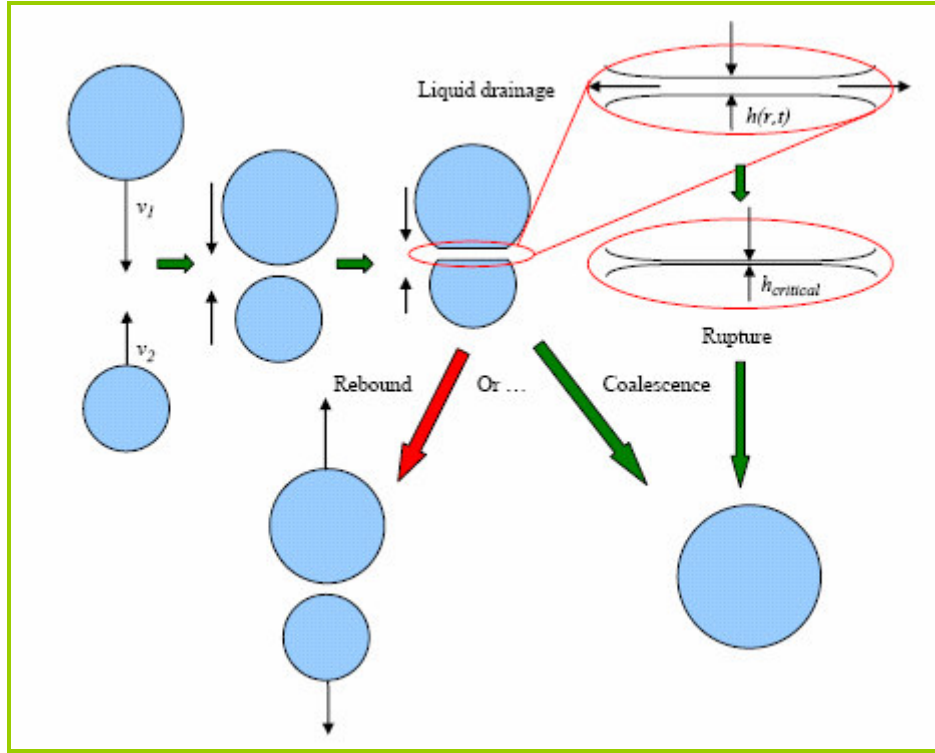 Liquid drainage
h(r,t)
v1
hcritical
v2
Rupture
Rebound
Or ...
Coalescence